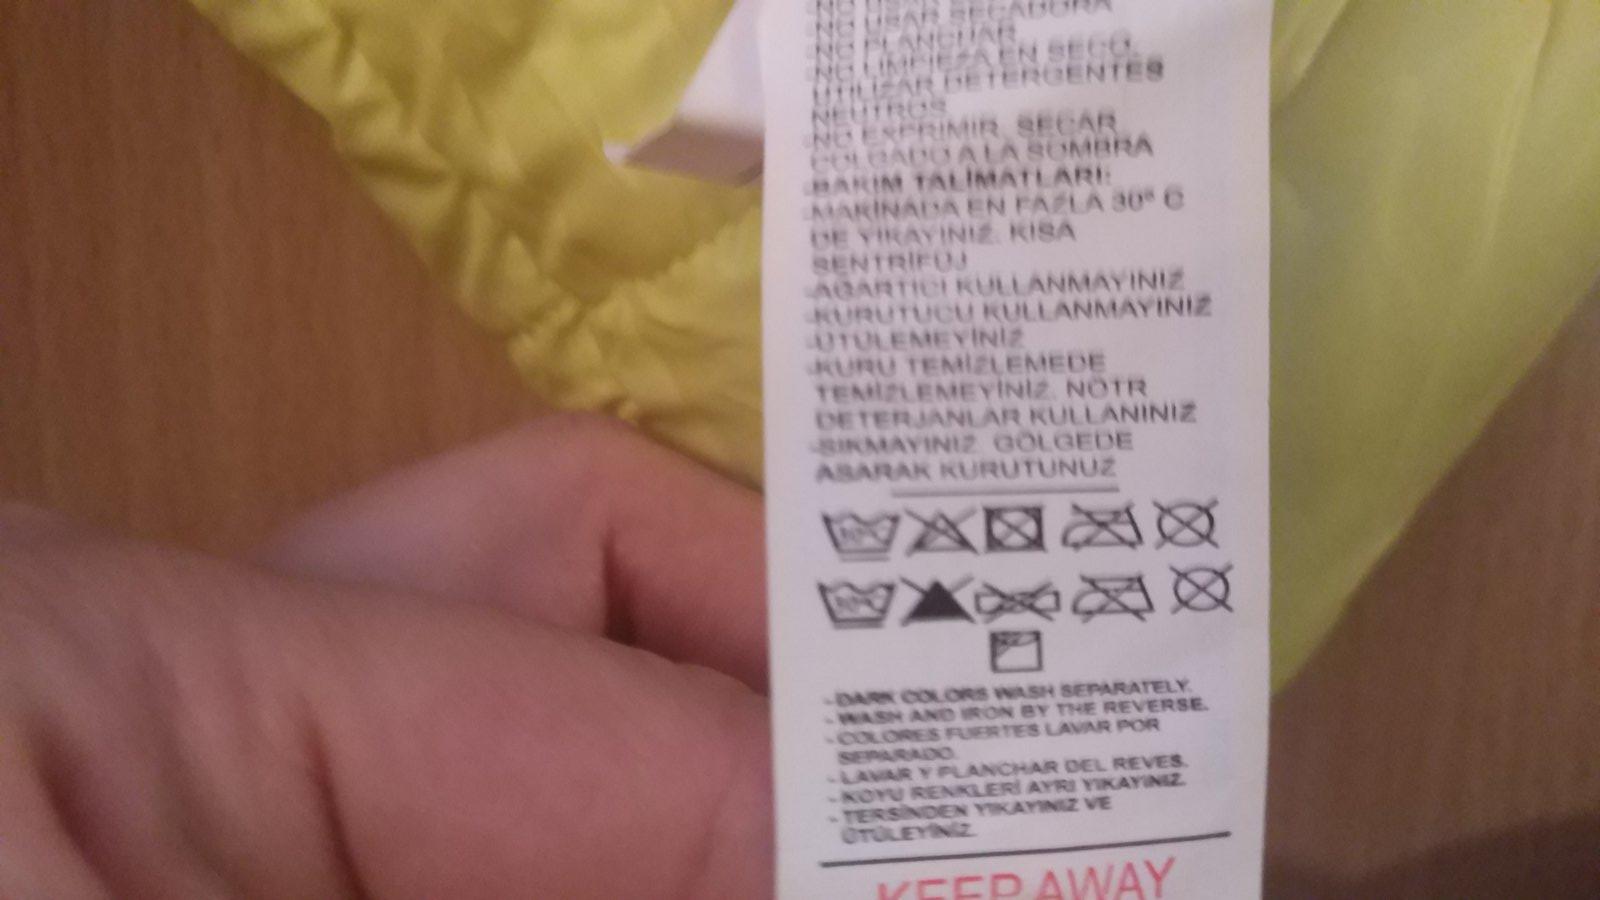 -NO USAR SECADORA
-NO PLANCHAR
-NO LIMPIEZA EN SECO.
UTILIZAR DETERGENTES
NEUTROS
-NO EXPRIMIR. SECAR
COLGADO A LA SOMBRA
-BAKIM TALİMATLARI:
-MAKİNADA EN FAZLA 30° C
DE YIKAYINIZ. KISA
SENTRİFÜJ
-AĞARTICI KULLANMAYINIZ
-KURUTUCU KULLANMAYINIZ
-ÜTÜLEMEYİNİZ
-KURU TEMİZLEMEDE
TEMİZLEMEYİNİZ. NÖTR
DETERJANLAR KULLANINIZ
-SIKMAYINIZ. GÖLGEDE
ASARAK KURUTUNUZ
- DARK COLORS WASH SEPARATELY.
- WASH AND IRON BY THE REVERSE.
- COLORES FUERTES LAVAR POR
SEPARADO.
- LAVAR Y PLANCHAR DEL REVES.
- KOYU RENKLERİ AYRI YIKAYINIZ.
- TERSİNDEN YIKAYINIZ VE
ÜTÜLEYİNİZ.
KEEP AWAY